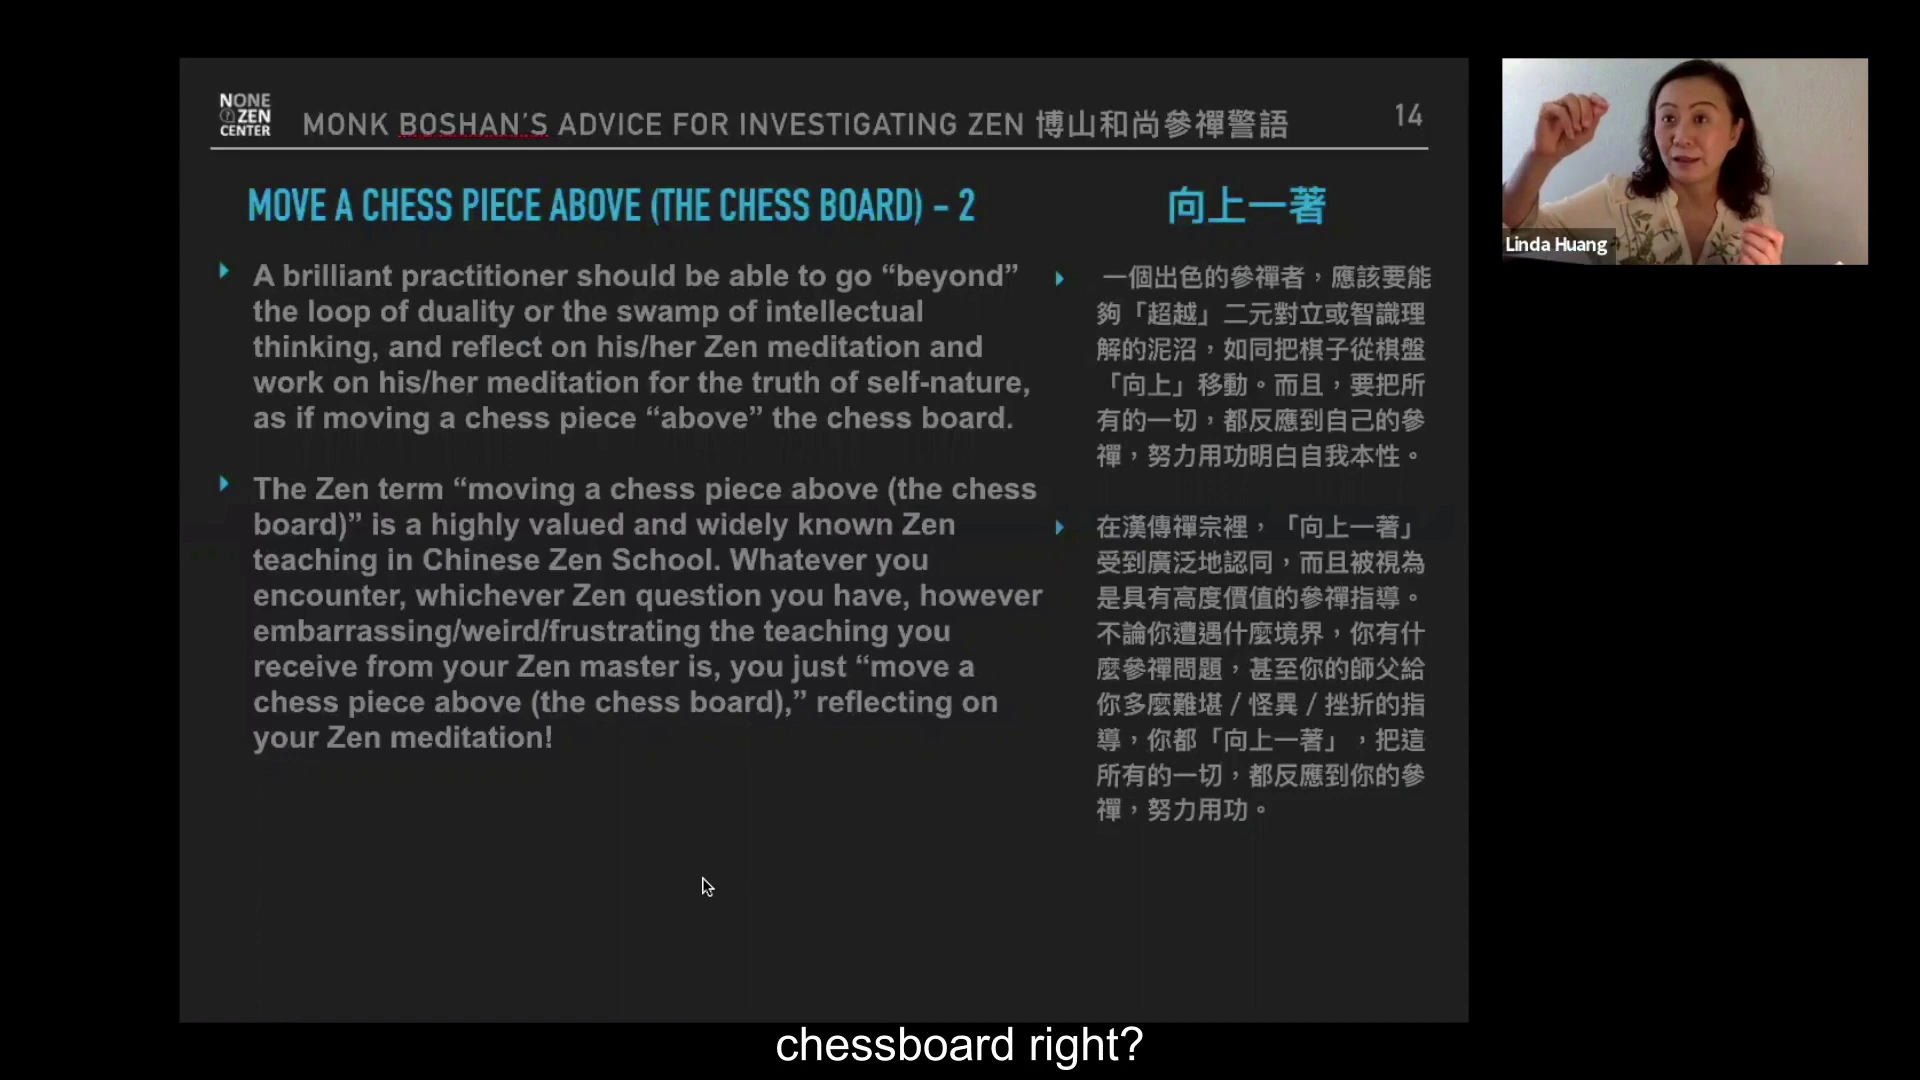 NONE
ZEN
CENTER
MONK BOSHAN'S ADVICE FOR INVESTIGATING ZEN 博山和尚參禪警語
14
MOVE A CHESS PIECE ABOVE (THE CHESS BOARD) – 2
A brilliant practitioner should be able to go “beyond”
the loop of duality or the swamp of intellectual
thinking, and reflect on his/her Zen meditation and
work on his/her meditation for the truth of self-nature,
as if moving a chess piece “above” the chess board.
The Zen term “moving a chess piece above (the chess
board)” is a highly valued and widely known Zen
teaching in Chinese Zen School. Whatever you
encounter, whichever Zen question you have, however
embarrassing/weird/frustrating the teaching you
receive from your Zen master is, you just “move a
chess piece above (the chess board),” reflecting on
your Zen meditation!
向上一著
一個出色的參禪者，應該要能
夠「超越」二元對立或智識理
解的泥沼，如同把棋子從棋盤
「向上」移動。而且，要把所
有的一切，都反應到自己的參
禪，努力用功明白自我本性。
在漢傳禪宗裡，「向上一著」
受到廣泛地認同，而且被視為
是具有高度價值的參禪指導。
不論你遭遇什麼境界，你有什
麼參禪問題，甚至你的師父給
你多麼難堪 / 怪異 / 挫折的指
導，你都「向上一著」，把這
所有的一切，都反應到你的參
禪，努力用功。
Linda Huang
chessboard right?